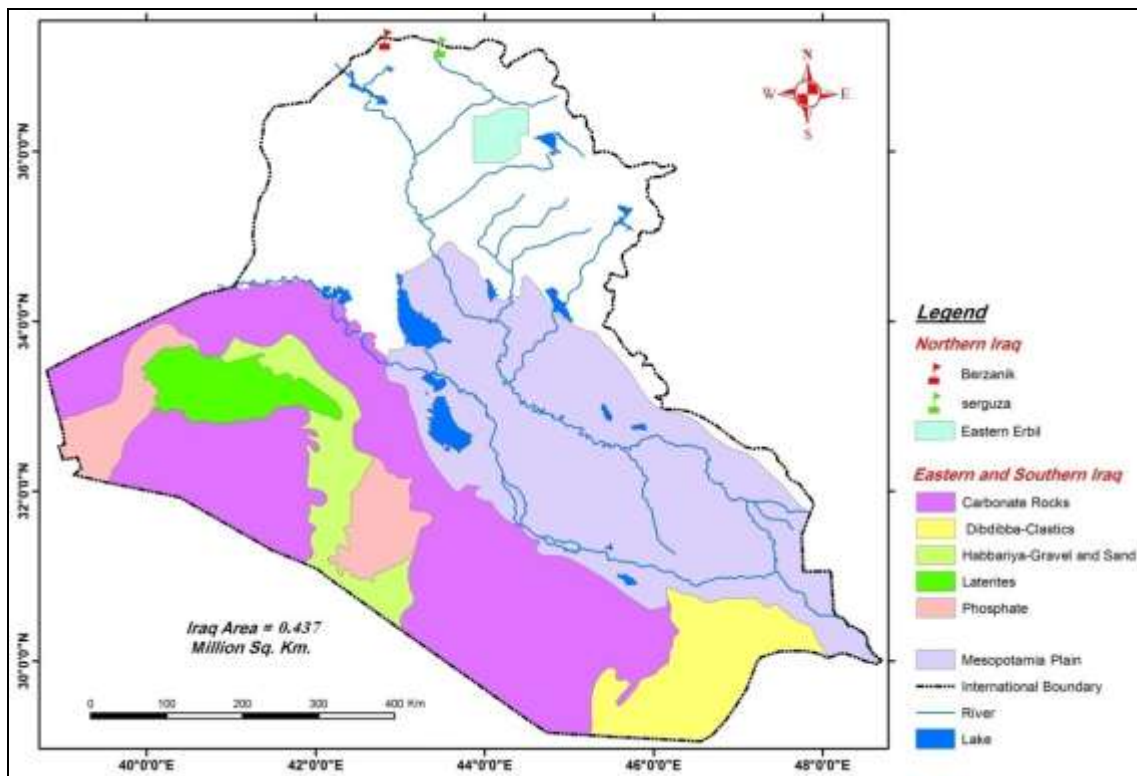 N
W E
S
36°0'0"N
34°0'0"N
32°0'0"N
30°0'0"N
Legend
Northern Iraq
Berzanik
serguza
Eastern Erbil
Eastern and Southern Iraq
Carbonate Rocks
Dibdibba-Clastics
Habbariya-Gravel and Sand
Laterites
Phosphate
Mesopotamia Plain
International Boundary
River
Lake
Iraq Area = 0.437
Million Sq. Km.
0 100 200 300 400 Km
40°0'0"E 42°0'0"E 44°0'0"E 46°0'0"E 48°0'0"E